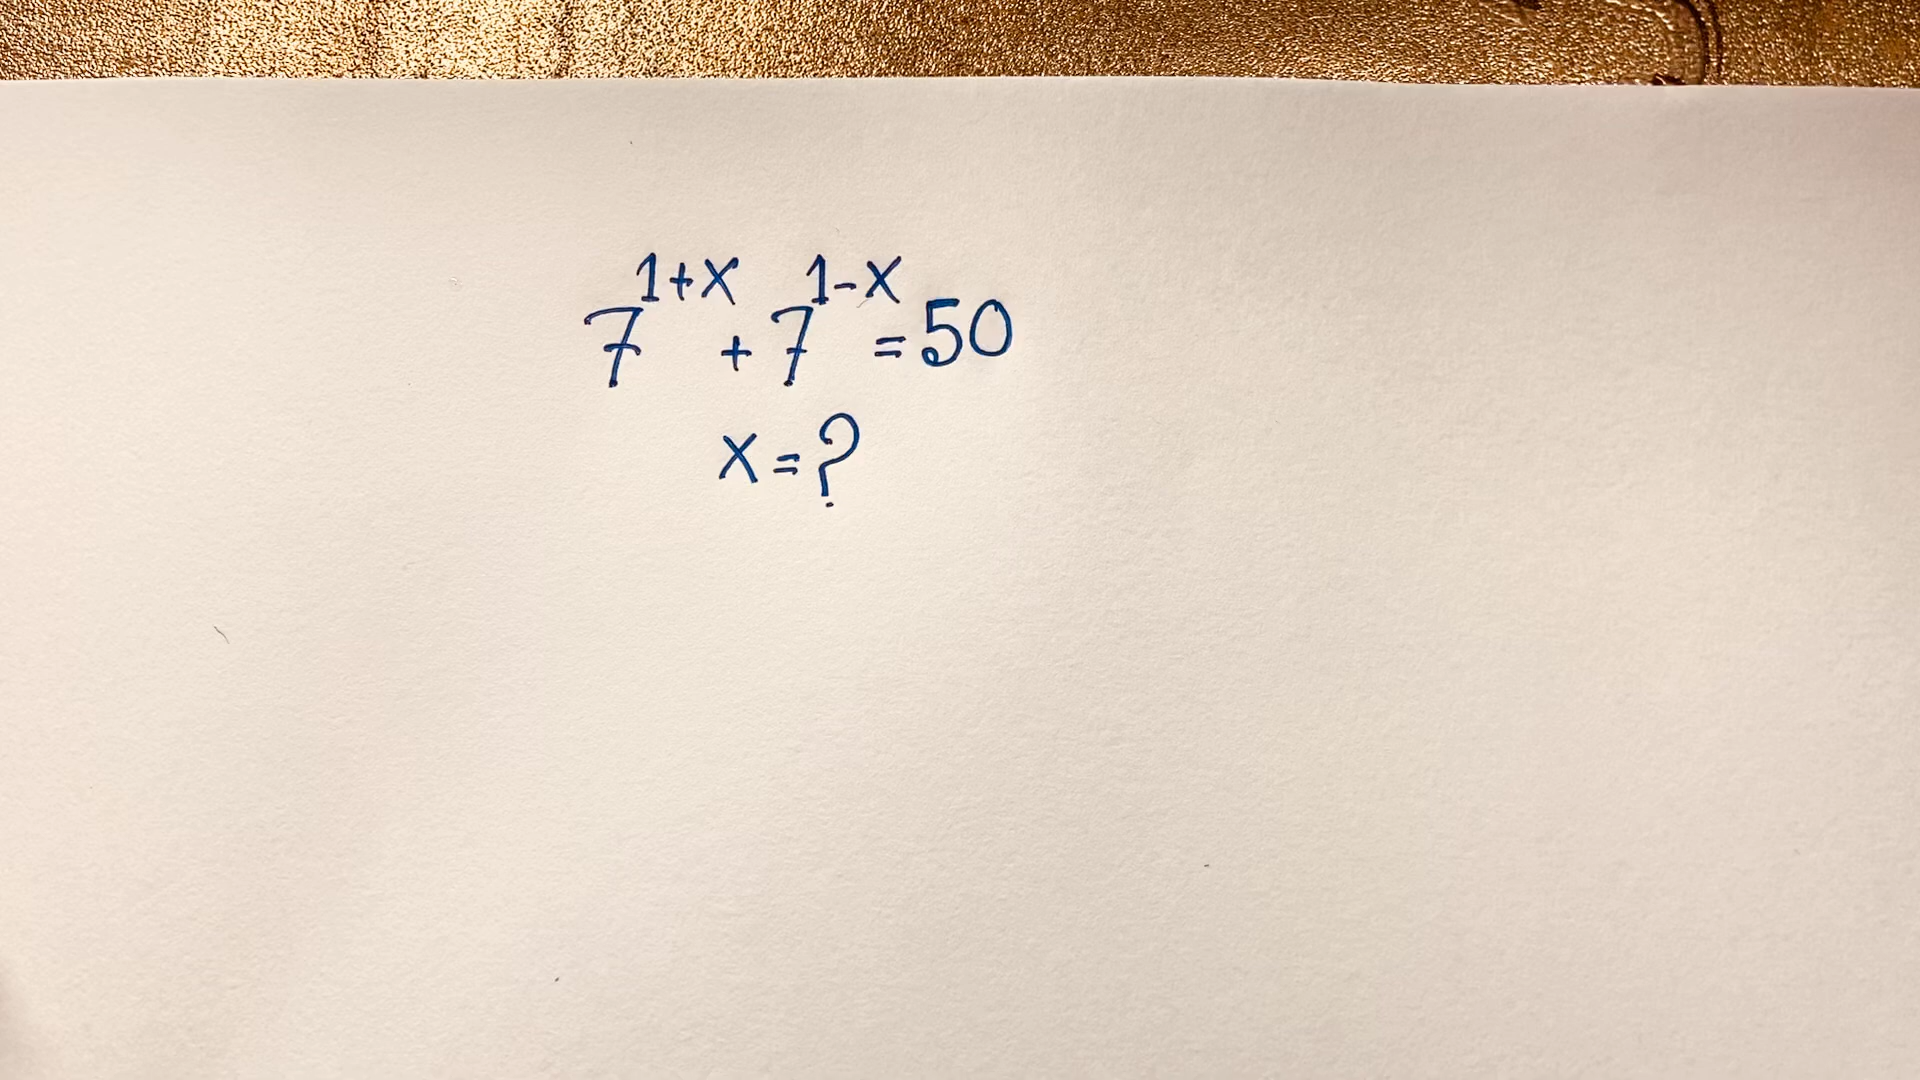 7^{1+x} + 7^{1-x} = 50
x = ?